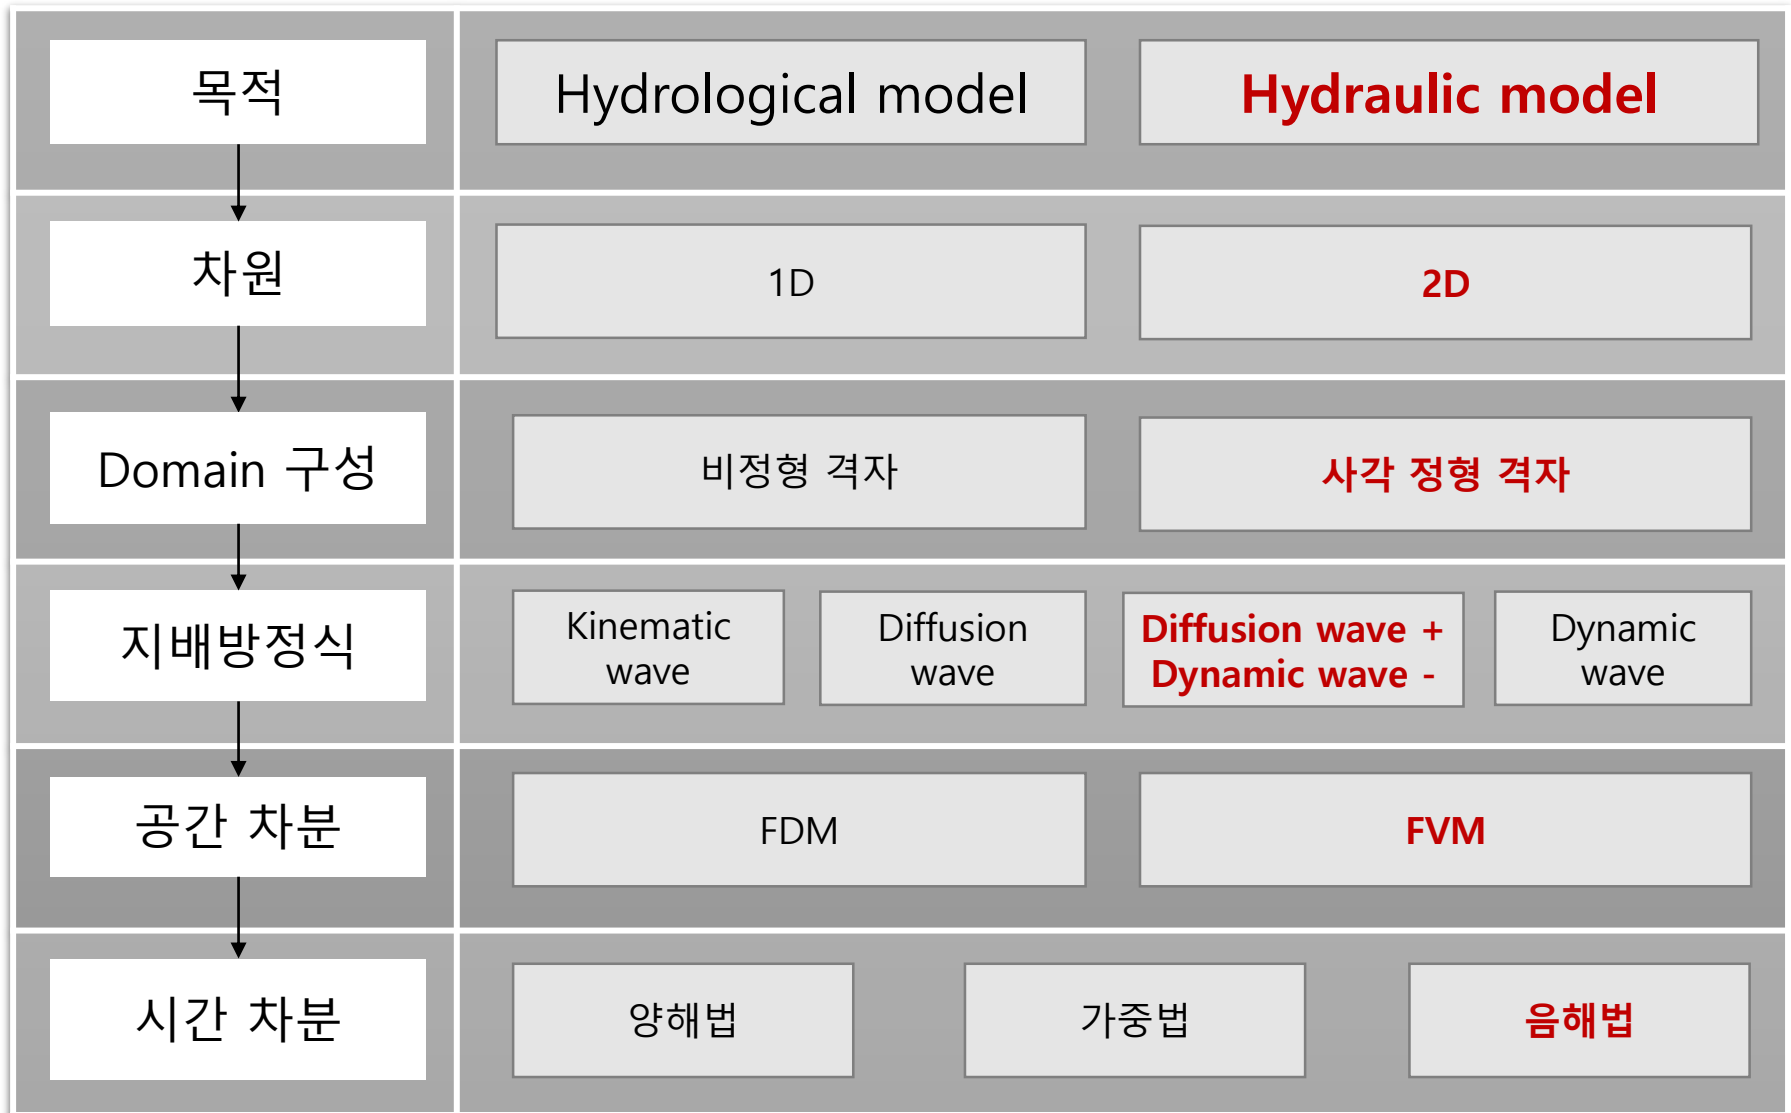 목적
Hydrological model
Hydraulic model
차원
1D
2D
Domain 구성
비정형 격자
사각 정형 격자
지배방정식
Kinematic
wave
Diffusion
wave
Diffusion wave +
Dynamic wave -
Dynamic
wave
공간 차분
FDM
FVM
시간 차분
양해법
가중법
음해법